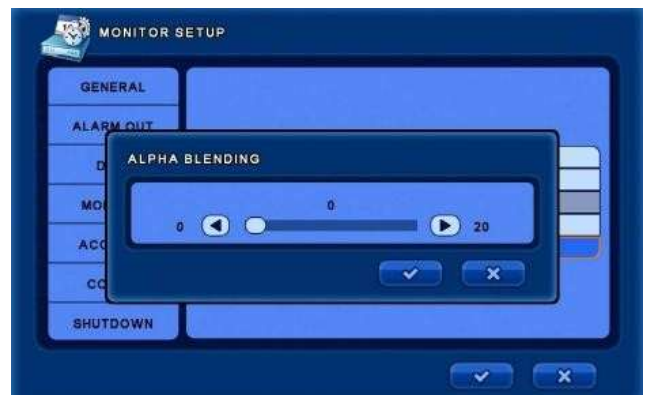 MONITOR SETUP
GENERAL
ALARM OUT
ALPHA BLENDING
0
0
20
SHUTDOWN